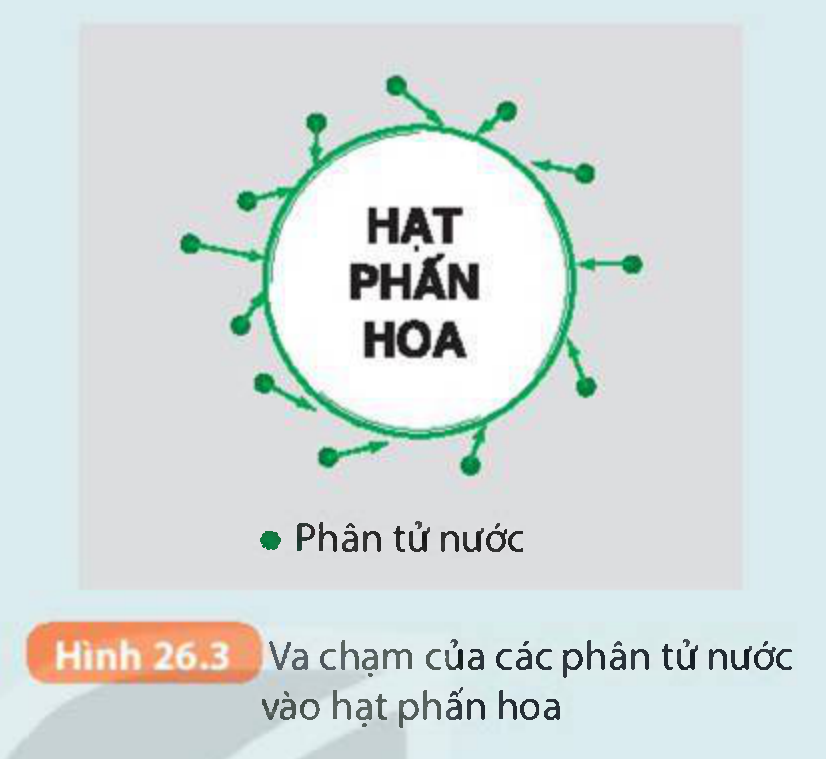 HẠT
PHẤN
HOA
Phân tử nước
Hình 26.3 Va chạm của các phân tử nước
vào hạt phấn hoa